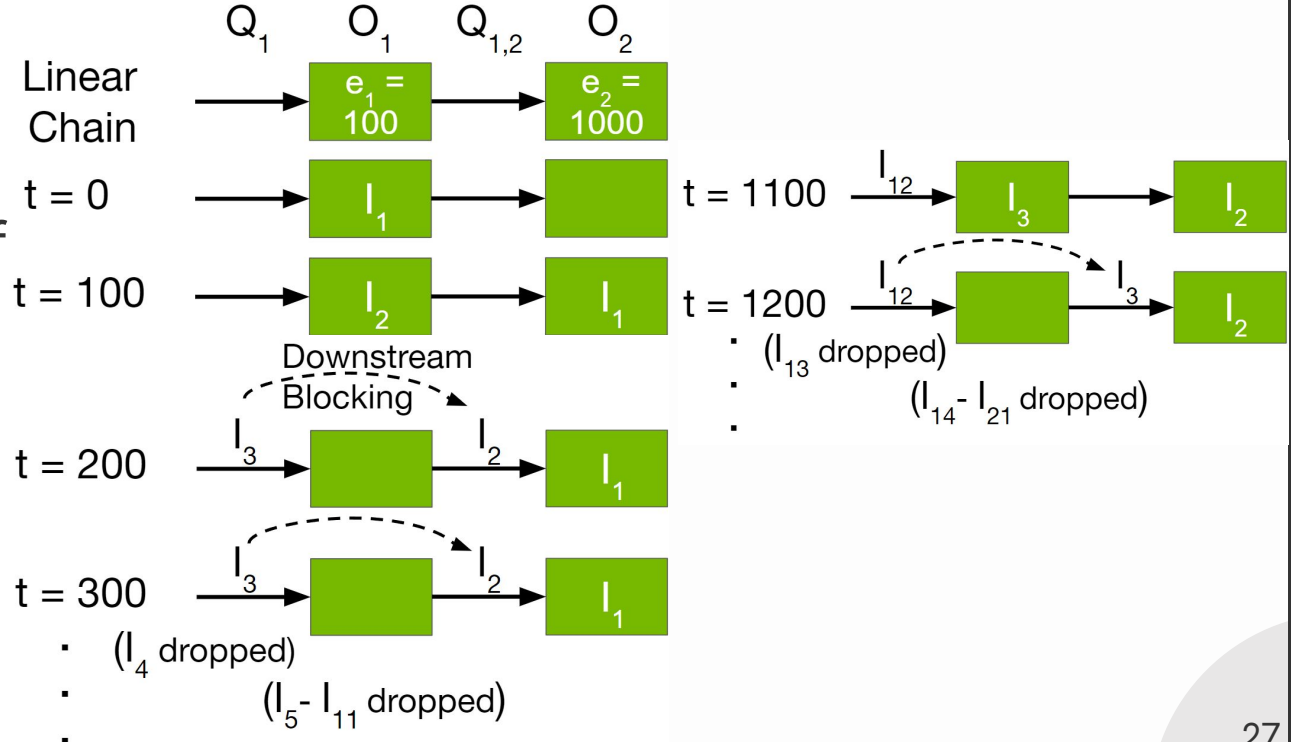 Q₁ O₁ Q₁,₂ O₂
Linear
Chain
e₁ =
100
e₂ =
1000
t = 0
I₁
t = 100
I₂
I₁
Downstream
Blocking
t = 200
I₃
I₂
I₁
t = 300
I₃
I₂
I₁
(I₄ dropped)
(I₅- I₁₁ dropped)
t = 1100
I₁₂
I₃
I₂
t = 1200
I₁₂
I₃
I₂
(I₁₃ dropped)
(I₁₄- I₂₁ dropped)
27